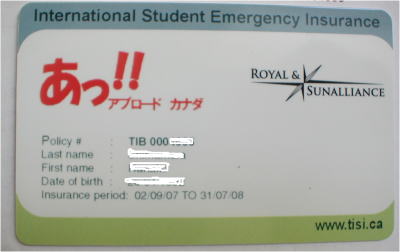 International Student Emergency Insurance
あっ!!
アブロード カナダ
ROYAL &
SUNALLIANCE
Policy # : TIB 000
Last name :
First name :
Date of birth :
Insurance period: 02/09/07 TO 31/07/08
www.tisi.ca